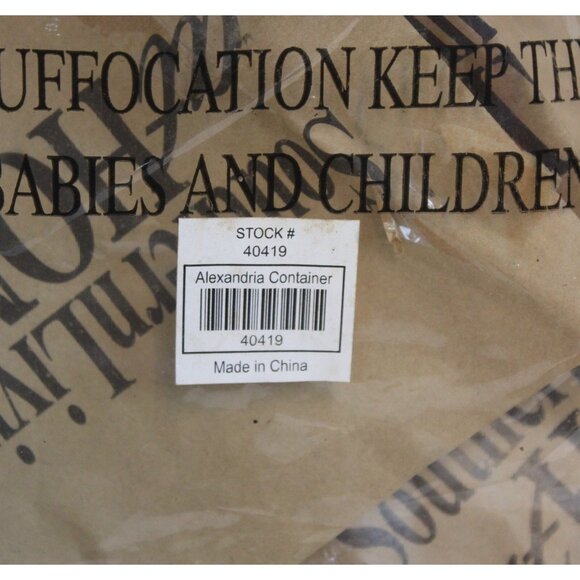 UFFOCATION KEEP TH
BABIES AND CHILDREN
STOCK #
40419
Alexandria Container
40419
Made in China